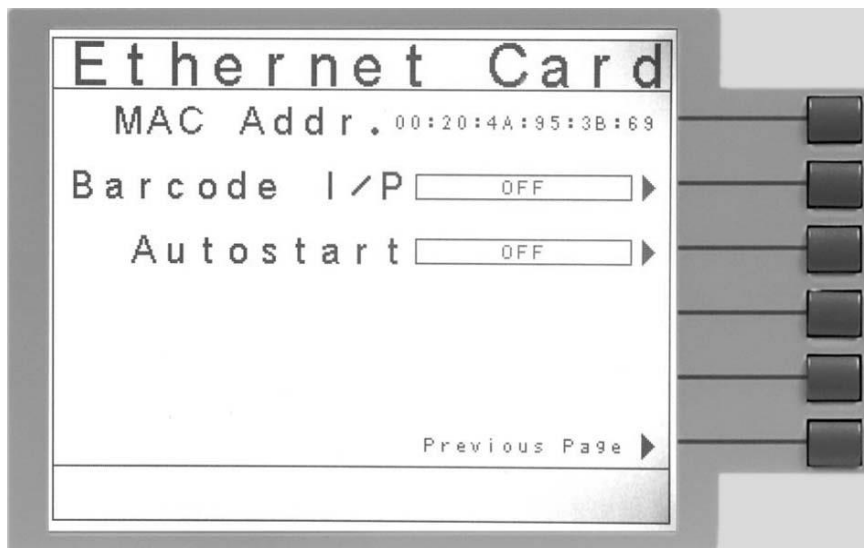 Ethernet Card
MAC Addr. 00:20:4A:95:3B:69
Barcode I/P OFF
Autostart OFF
Previous Page